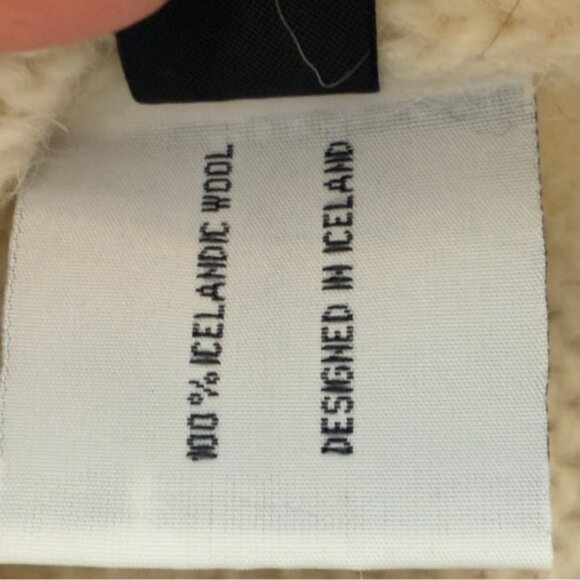 100 % ICELANDIC WOOL
DESIGNED IN ICELAND